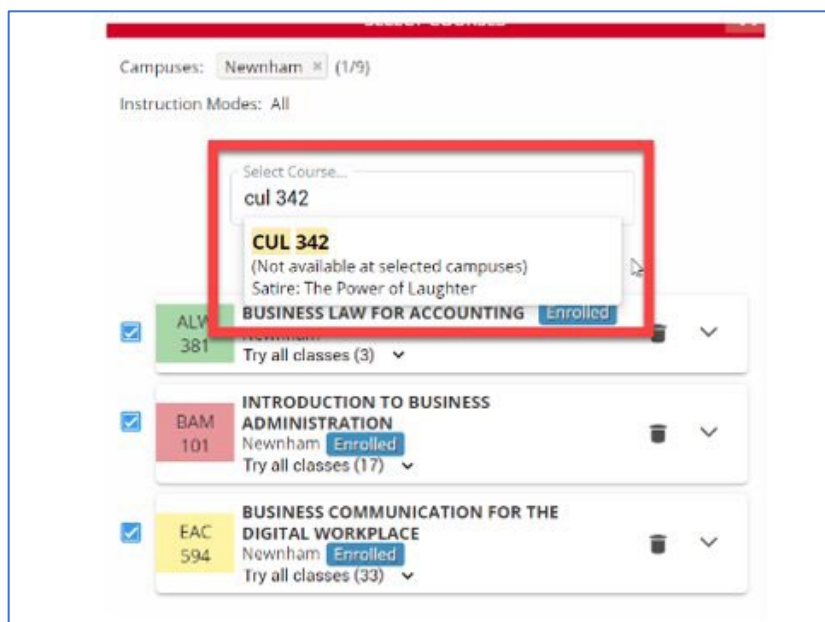 SELECT COURSES
Campuses: Newnham × (1/9)
Instruction Modes: All
Select Course...
cul 342
CUL 342
(Not available at selected campuses)
Satire: The Power of Laughter
ALW
381
BUSINESS LAW FOR ACCOUNTING Enrolled
Newnham
Try all classes (3)
BAM
101
INTRODUCTION TO BUSINESS
ADMINISTRATION
Newnham Enrolled
Try all classes (17)
EAC
594
BUSINESS COMMUNICATION FOR THE
DIGITAL WORKPLACE
Newnham Enrolled
Try all classes (33)